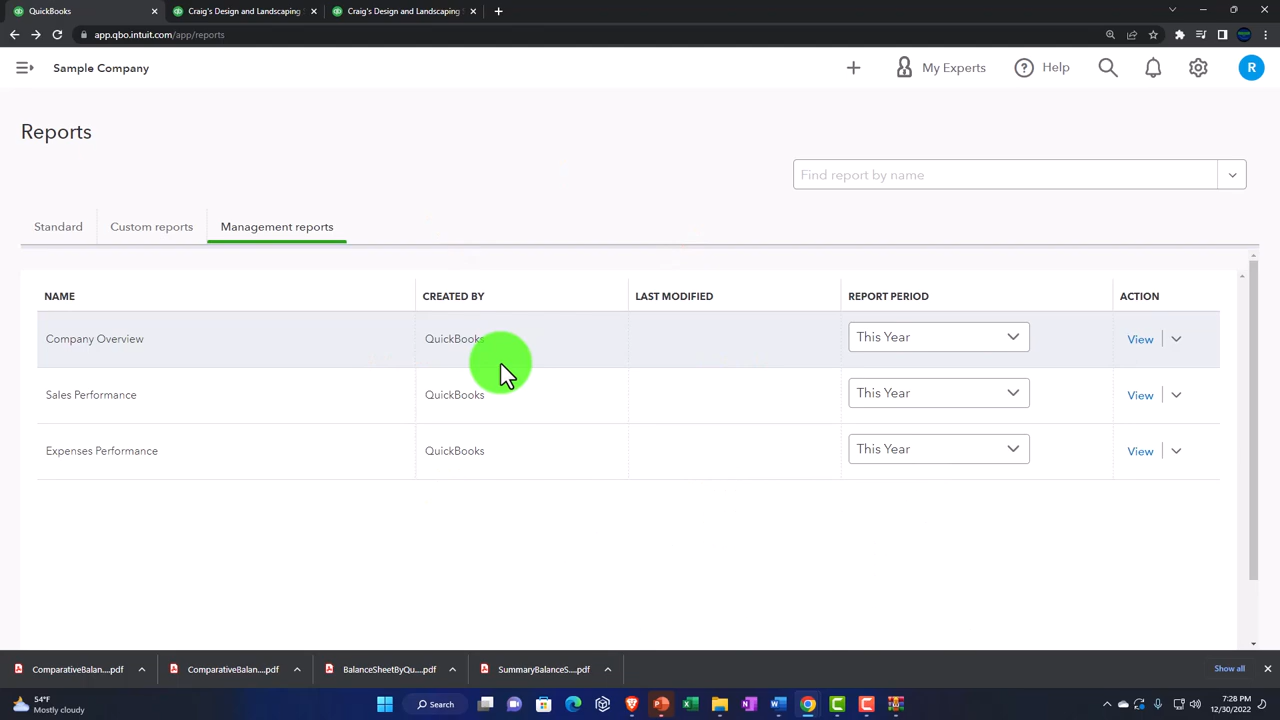 QuickBooks
Craig's Design and Landscaping
Craig's Design and Landscaping
app.qbo.intuit.com/app/reports
Sample Company
My Experts
Help
R
Reports
Find report by name
Standard
Custom reports
Management reports
NAME
CREATED BY
LAST MODIFIED
REPORT PERIOD
ACTION
Company Overview
QuickBooks
This Year
View
Sales Performance
QuickBooks
This Year
View
Expenses Performance
QuickBooks
This Year
View
ComparativeBalan....pdf
ComparativeBalan....pdf
BalanceSheetByQu....pdf
SummaryBalanceS....pdf
Show all
54°F
Mostly cloudy
Search
7:28 PM
12/30/2022